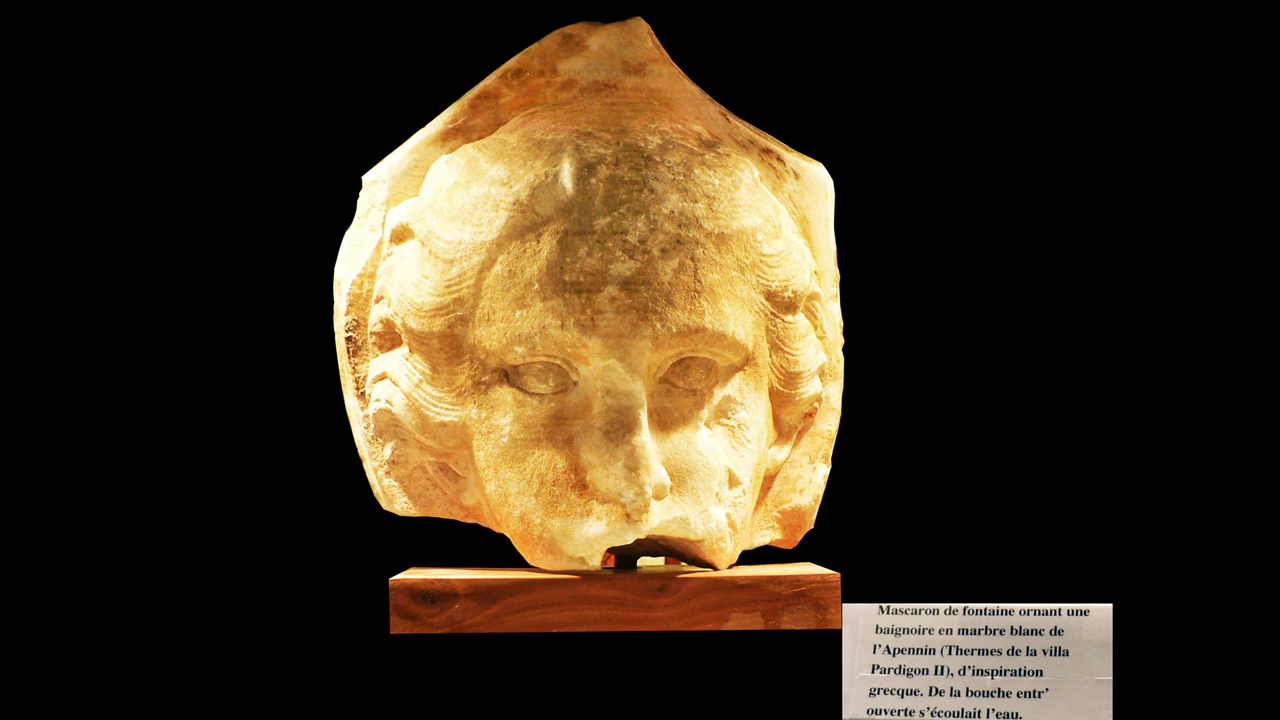 Mascaron de fontaine ornant une
baignoire en marbre blanc de
l’Apennin (Thermes de la villa
Pardigon II), d’inspiration
grecque. De la bouche entr’
ouverte s’écoulait l’eau.